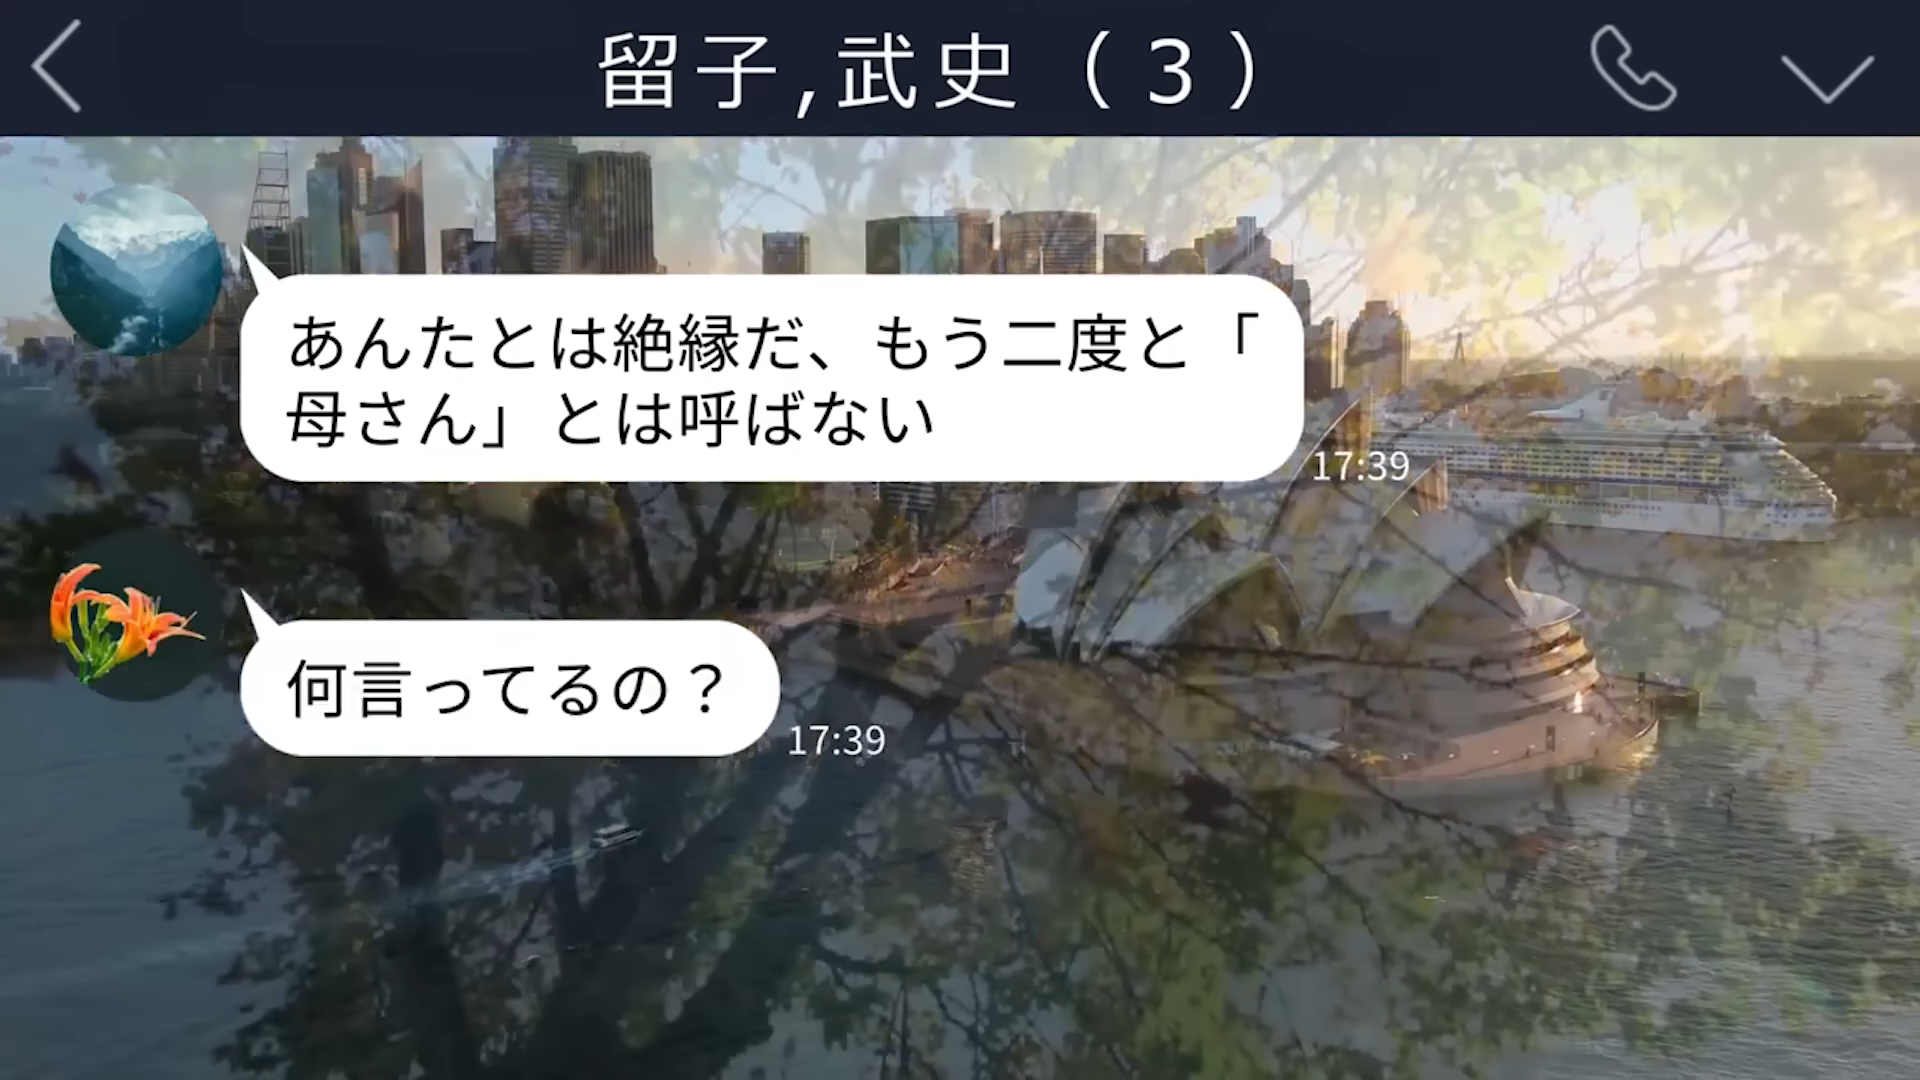 留子,武史（3）
あんたとは絶縁だ、もう二度と「
母さん」とは呼ばない
17:39
何言ってるの？
17:39